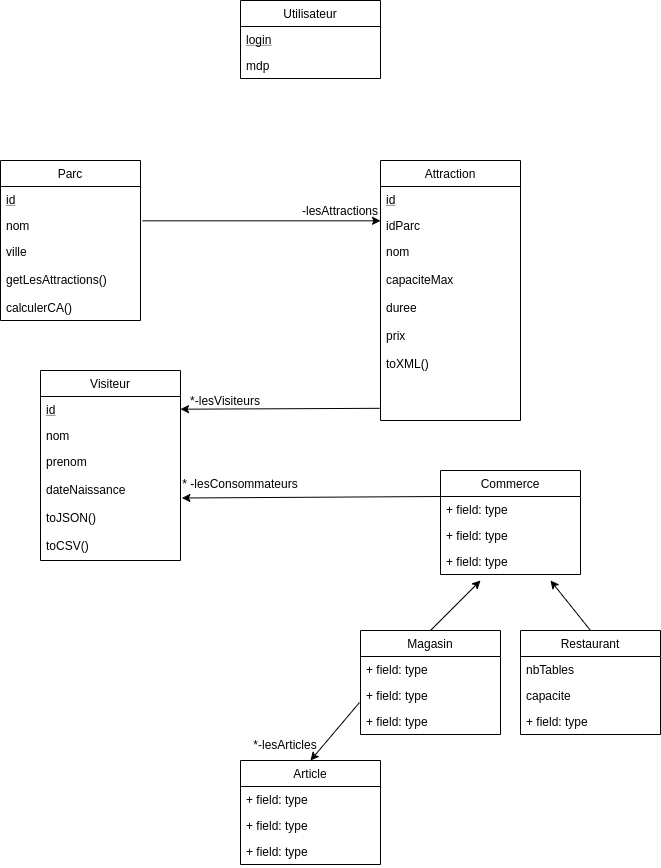 Utilisateur
login
mdp
Parc
id
nom
ville
getLesAttractions()
calculerCA()
-lesAttractions
Attraction
id
idParc
nom
capaciteMax
duree
prix
toXML()
Visiteur
id
nom
prenom
dateNaissance
toJSON()
toCSV()
*-lesVisiteurs
* -lesConsommateurs
Commerce
+ field: type
+ field: type
+ field: type
Magasin
+ field: type
+ field: type
+ field: type
Restaurant
nbTables
capacite
+ field: type
*-lesArticles
Article
+ field: type
+ field: type
+ field: type